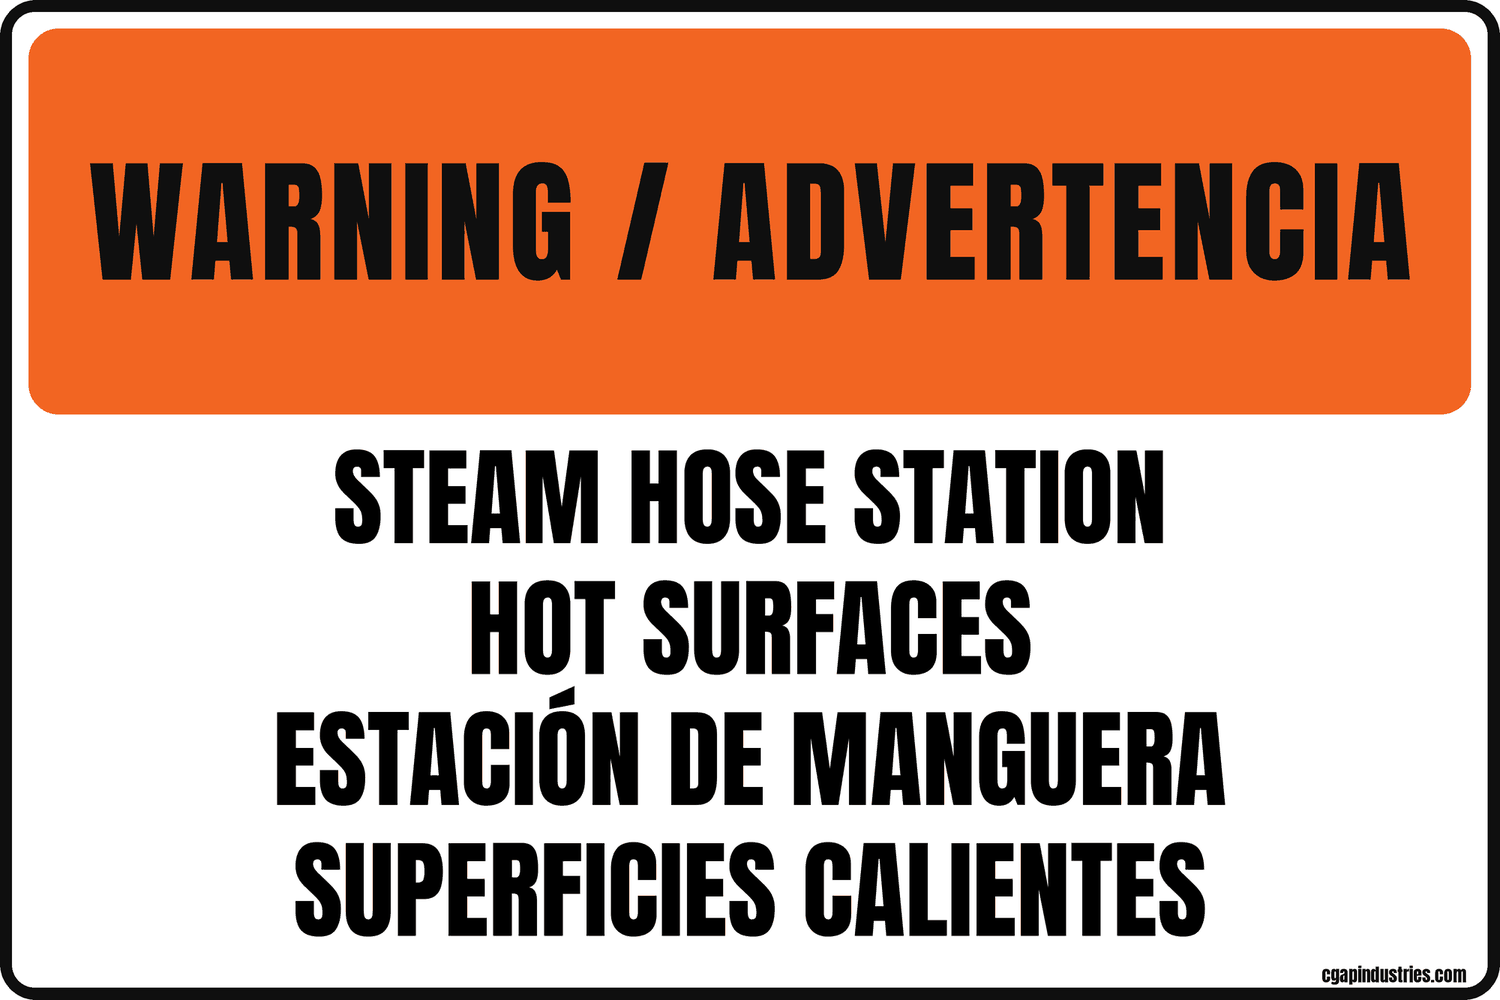 WARNING / ADVERTENCIA
STEAM HOSE STATION
HOT SURFACES
ESTACIÓN DE MANGUERA
SUPERFICIES CALIENTES
cgapindustries.com